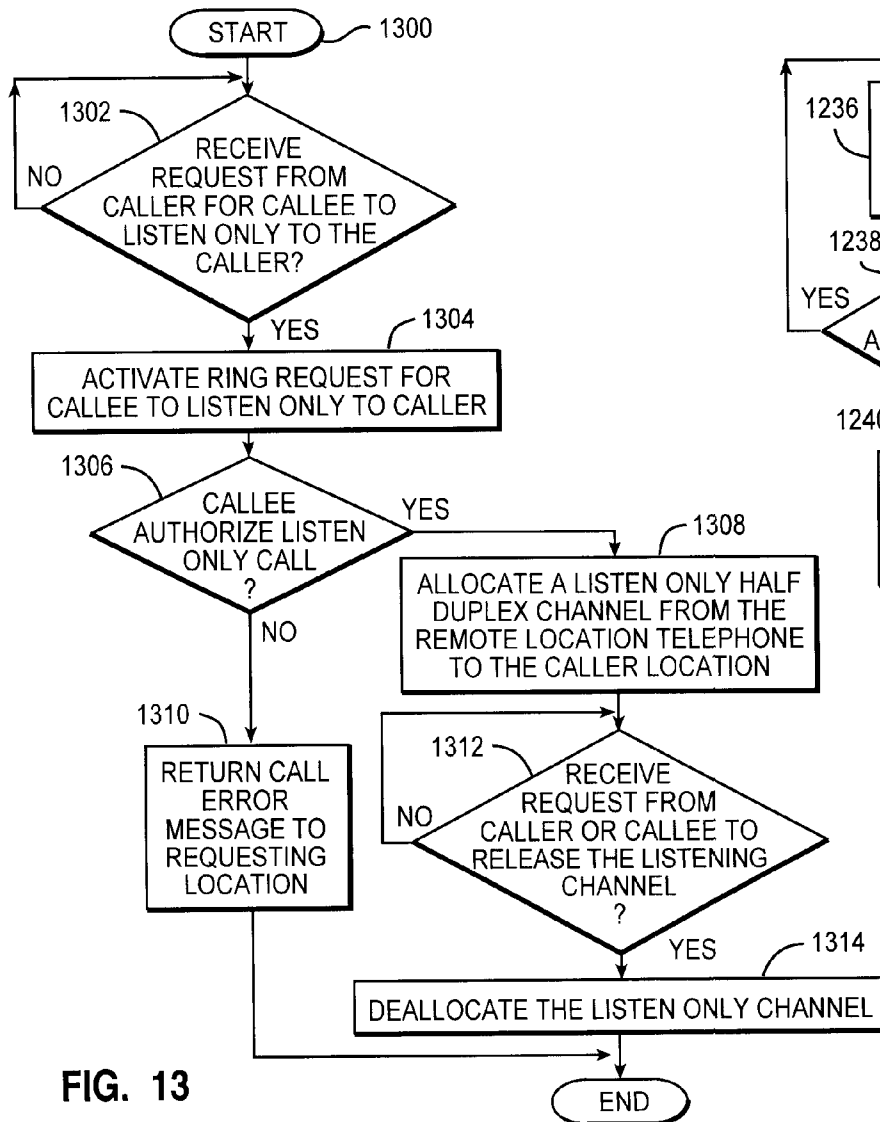 START
1300
1302
NO
RECEIVE
REQUEST FROM
CALLER FOR CALLEE TO
LISTEN ONLY TO THE
CALLER?
YES
1304
ACTIVATE RING REQUEST FOR
CALLEE TO LISTEN ONLY TO CALLER
1306
CALLEE
AUTHORIZE LISTEN
ONLY CALL
?
YES
NO
1308
ALLOCATE A LISTEN ONLY HALF
DUPLEX CHANNEL FROM THE
REMOTE LOCATION TELEPHONE
TO THE CALLER LOCATION
1310
RETURN CALL
ERROR
MESSAGE TO
REQUESTING
LOCATION
1312
NO
RECEIVE
REQUEST FROM
CALLER OR CALLEE TO
RELEASE THE LISTENING
CHANNEL
?
YES
1314
DEALLOCATE THE LISTEN ONLY CHANNEL
END
FIG. 13
1236
1238
YES
A
1240